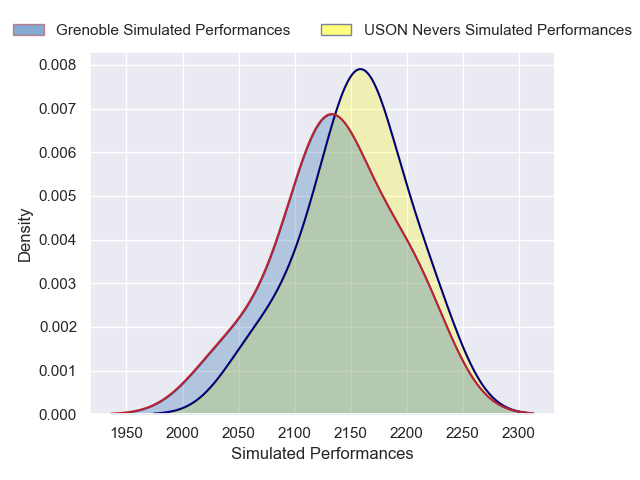 Grenoble Simulated Performances USON Nevers Simulated Performances
0.008
0.007
0.006
0.005
0.004
0.003
0.002
0.001
0.000
Density
1950 2000 2050 2100 2150 2200 2250 2300
Simulated Performances